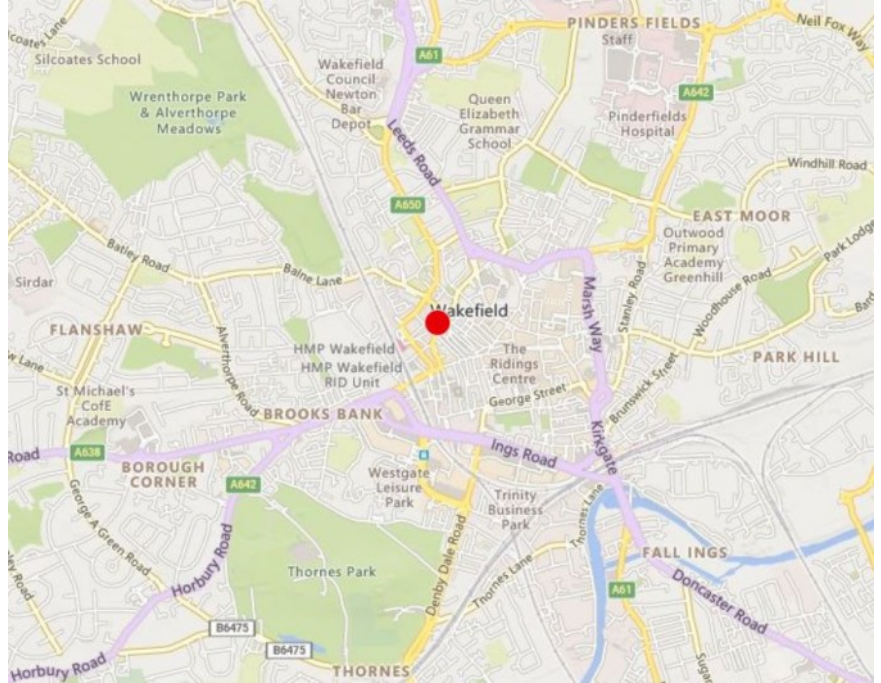 PINDERS FIELDS
Staff
Neil Fox Way
Silcoates School
A61
Wakefield
Council
Newton
Bar
Depot
Wrenthorpe Park
& Alverthorpe
Meadows
Queen
Elizabeth
Grammar
School
A642
Pinderfields
Hospital
Leeds Road
Windhill Road
A650
EAST MOOR
Outwood
Primary
Academy
Greenhill
Park Lodge
Batley Road
Balne Lane
Sirdar
Marsh Way
Stanley Road
Woodhouse Road
Wakefield
FLANSHAW
Alverthorpe Road
HMP Wakefield
HMP Wakefield
RID Unit
The
Ridings
Centre
PARK HILL
Lane
St Michael's
CofE
Academy
George Street
Brunswick Street
BROOKS BANK
Kirkgate
Road
A638
Ings Road
BOROUGH
CORNER
A642
Westgate
Leisure
Park
Trinity
Business
Park
Thornes Lane
George A Green Road
Horbury Road
Thornes Park
Denby Dale Road
Thornes Lane
FALL INGS
A61
Doncaster Road
Road
B6475
B6475
Horbury Road
THORNES